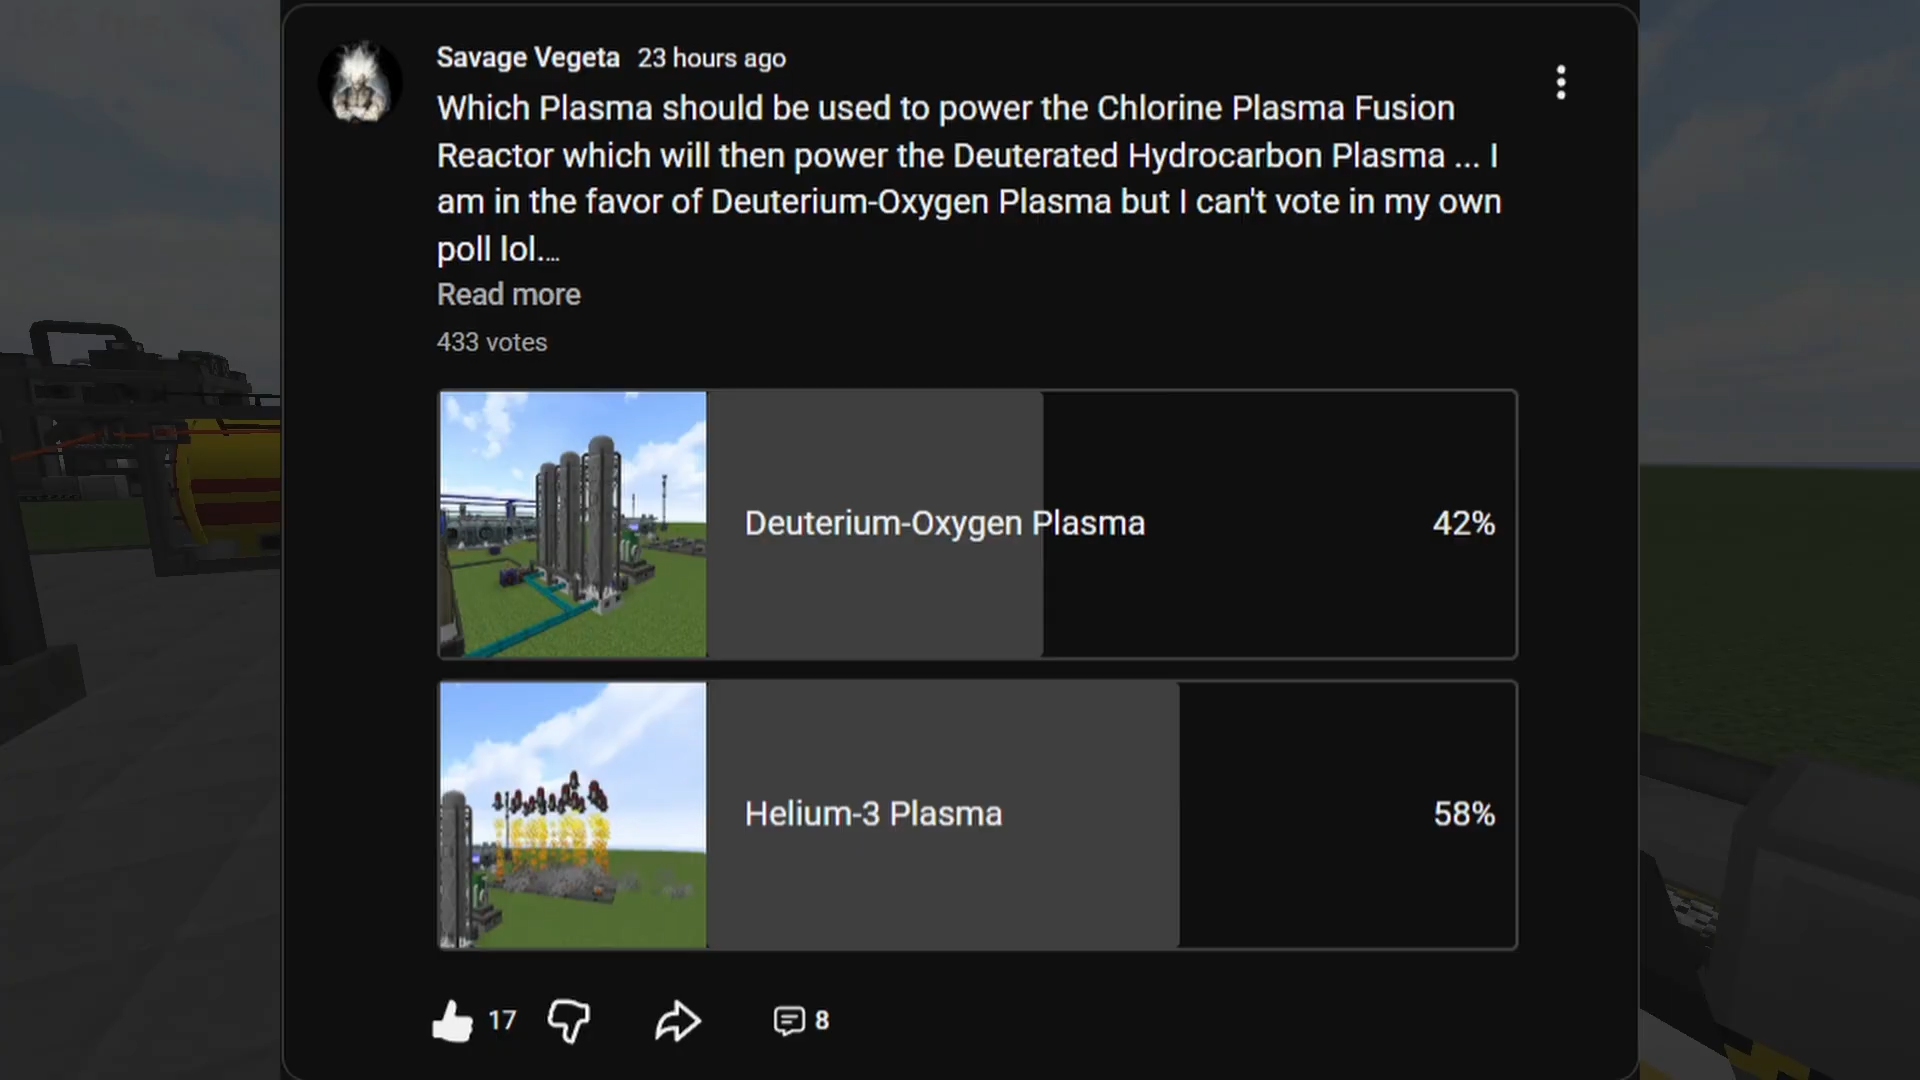 Savage Vegeta 23 hours ago
Which Plasma should be used to power the Chlorine Plasma Fusion
Reactor which will then power the Deuterated Hydrocarbon Plasma ... I
am in the favor of Deuterium-Oxygen Plasma but I can't vote in my own
poll lol.…
Read more
433 votes
Deuterium-Oxygen Plasma 42%
Helium-3 Plasma 58%
17 8